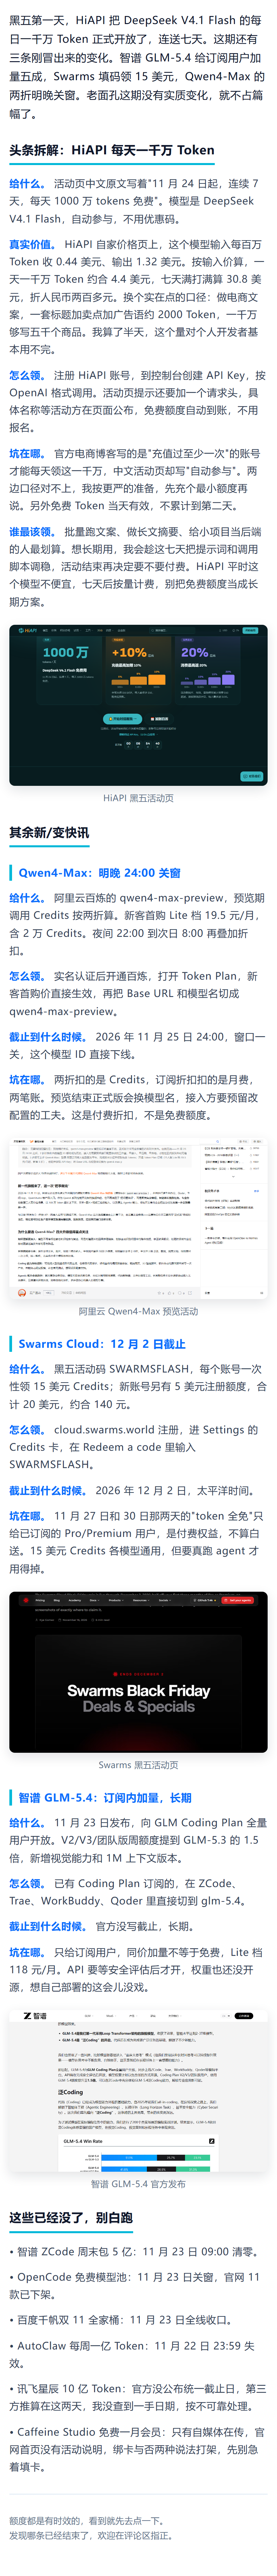 黑五第一天，HiAPI 把 DeepSeek V4.1 Flash 的每
日一千万 Token 正式开放了，连送七天。这期还有
三条刚冒出来的变化。智谱 GLM-5.4 给订阅用户加
量五成，Swarms 填码领 15 美元，Qwen4-Max 的
两折明晚关窗。老面孔这期没有实质变化，就不占篇
幅了。
头条拆解：HiAPI 每天一千万 Token
给什么。 活动页中文原文写着"11 月 24 日起，连续 7
天，每天 1000 万 tokens 免费"。模型是 DeepSeek
V4.1 Flash，自动参与，不用优惠码。
真实价值。 HiAPI 自家价格页上，这个模型输入每百万
Token 收 0.44 美元、输出 1.32 美元。按输入价算，一
天一千万 Token 约合 4.4 美元，七天满打满算 30.8 美
元，折人民币两百多元。换个实在点的口径：做电商文
案，一套标题加卖点加广告语约 2000 Token，一千万
够写五千个商品。我算了半天，这个量对个人开发者基
本用不完。
怎么领。 注册 HiAPI 账号，到控制台创建 API Key，按
OpenAI 格式调用。活动页提示还要加一个请求头，具
体名称等活动方在页面公布，免费额度自动到账，不用
报名。
坑在哪。 官方电商博客写的是"充值过至少一次"的账号
才能每天领这一千万，中文活动页却写"自动参与"。两
边口径对不上，我按更严的准备，先充个最小额度再
说。另外免费 Token 当天有效，不累计到第二天。
谁最该领。 批量跑文案、做长文摘要、给小项目当后端
的人最划算。想长期用，我会趁这七天把提示词和调用
脚本调稳，活动结束再决定要不要付费。HiAPI 平时这
个模型不便宜，七天后按量计费，别把免费额度当成长
期方案。
HiAPI
1000 万
+10%
20%
HiAPI 黑五活动页
其余新/变快讯
Qwen4-Max：明晚 24:00 关窗
给什么。 阿里云百炼的 qwen4-max-preview，预览期
调用 Credits 按两折算。新客首购 Lite 档 19.5 元/月，
含 2 万 Credits。夜间 22:00 到次日 8:00 再叠加折
扣。
怎么领。 实名认证后开通百炼，打开 Token Plan，新
客首购价直接生效，再把 Base URL 和模型名切成
qwen4-max-preview。
截止到什么时候。 2026 年 11 月 25 日 24:00，窗口一
关，这个模型 ID 直接下线。
坑在哪。 两折扣的是 Credits，订阅折扣扣的是月费，
两笔账。预览结束正式版会换模型名，接入方要预留改
配置的工夫。这是付费折扣，不是免费额度。
阿里云 Qwen4-Max 预览活动
Swarms Cloud：12 月 2 日截止
给什么。 黑五活动码 SWARMSFLASH，每个账号一次
性领 15 美元 Credits；新账号另有 5 美元注册额度，合
计 20 美元，约合 140 元。
怎么领。 cloud.swarms.world 注册，进 Settings 的
Credits 卡，在 Redeem a code 里输入
SWARMSFLASH。
截止到什么时候。 2026 年 12 月 2 日，太平洋时间。
坑在哪。 11 月 27 日和 30 日那两天的"token 全免"只
给已订阅的 Pro/Premium 用户，是付费权益，不算白
送。15 美元 Credits 各模型通用，但要真跑 agent 才
用得掉。
Swarms Black Friday
Deals & Specials
Swarms 黑五活动页
智谱 GLM-5.4：订阅内加量，长期
给什么。 11 月 23 日发布，向 GLM Coding Plan 全量
用户开放。V2/V3/团队版周额度提到 GLM-5.3 的 1.5
倍，新增视觉能力和 1M 上下文版本。
怎么领。 已有 Coding Plan 订阅的，在 ZCode、
Trae、WorkBuddy、Qoder 里直接切到 glm-5.4。
截止到什么时候。 官方没写截止，长期。
坑在哪。 只给订阅用户，同价加量不等于免费，Lite 档
118 元/月。API 要等安全评估后才开，权重也还没开
源，想自己部署的这会儿没戏。
智谱
泛Coding
GLM-5.4 Win Rate
智谱 GLM-5.4 官方发布
这些已经没了，别白跑
• 智谱 ZCode 周末包 5 亿：11 月 23 日 09:00 清零。
• OpenCode 免费模型池：11 月 23 日关窗，官网 11
款已下架。
• 百度千帆双 11 全家桶：11 月 23 日全线收口。
• AutoClaw 每周一亿 Token：11 月 22 日 23:59 失
效。
• 讯飞星辰 10 亿 Token：官方没公布统一截止日，第三
方推算在这两天，我没查到一手日期，按不可靠处理。
• Caffeine Studio 免费一月会员：只有自媒体在传，官
网首页没有活动说明，绑卡与否两种说法打架，先别急
着填卡。
额度都是有时效的，看到就先去点一下。
发现哪条已经结束了，欢迎在评论区指正。